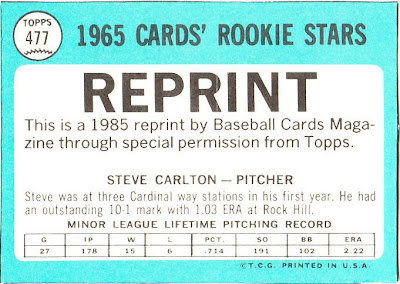 TOPPS
477
1965 CARDS' ROOKIE STARS
REPRINT
This is a 1985 reprint by Baseball Cards Maga-
zine through special permission from Topps.
STEVE CARLTON — PITCHER
Steve was at three Cardinal way stations in his first year. He had
an outstanding 10-1 mark with 1.03 ERA at Rock Hill.
MINOR LEAGUE LIFETIME PITCHING RECORD
G IP W L PCT. SO BB ERA
27 178 15 6 .714 191 102 2.22
©T.C.G. PRINTED IN U.S.A.